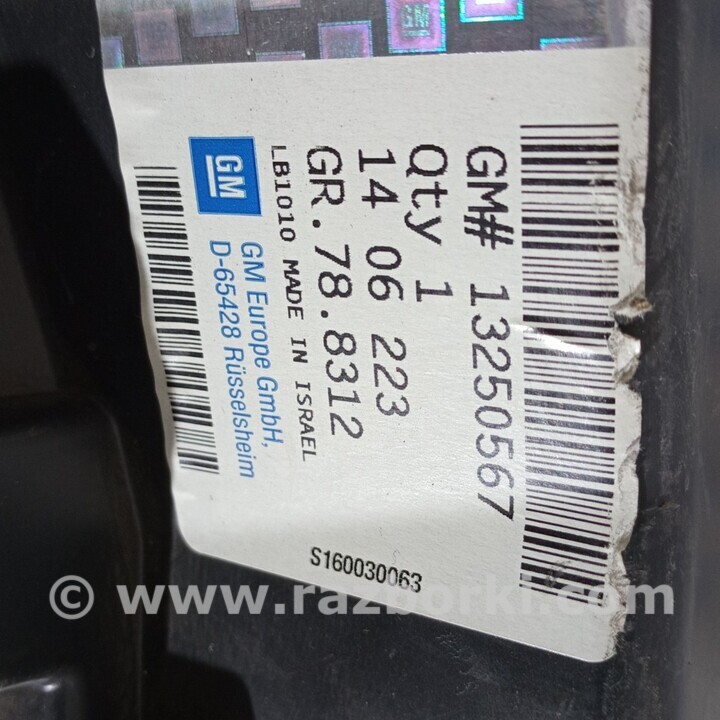 GM# 13250567
Qty 1
14 06 223
GR.78.8312
LB1010 MADE IN ISRAEL
GM
GM Europe GmbH,
D-65428 Rüsselsheim
S160030063
GM
© www.razborki.com